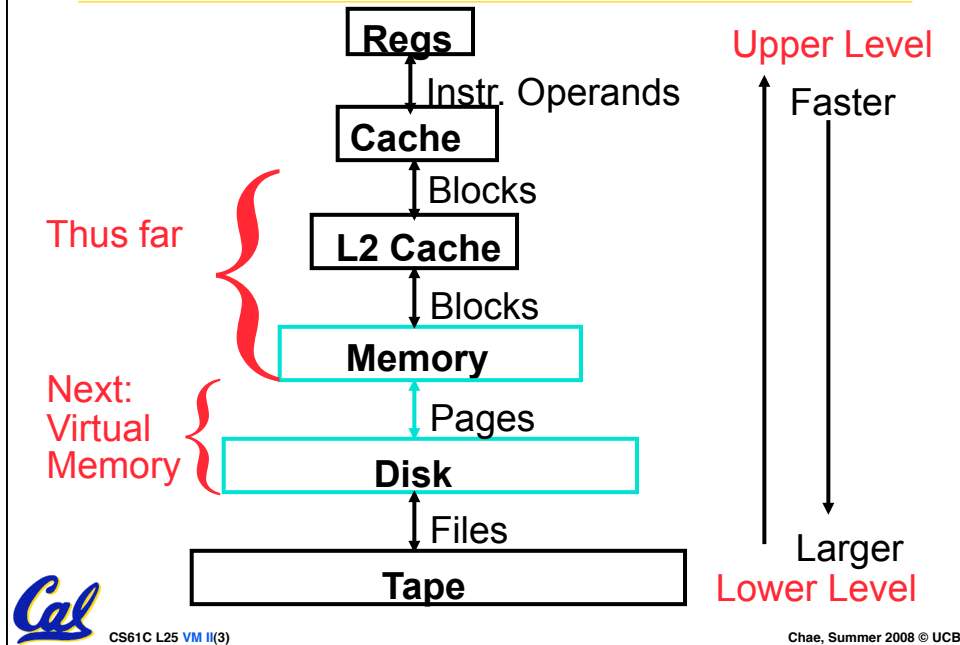 Regs
Upper Level
Instr. Operands
Faster
Cache
Blocks
Thus far
L2 Cache
Blocks
Memory
Next:
Virtual
Memory
Pages
Disk
Files
Larger
Tape
Lower Level
Cal
CS61C L25 VM II(3)
Chae, Summer 2008 © UCB